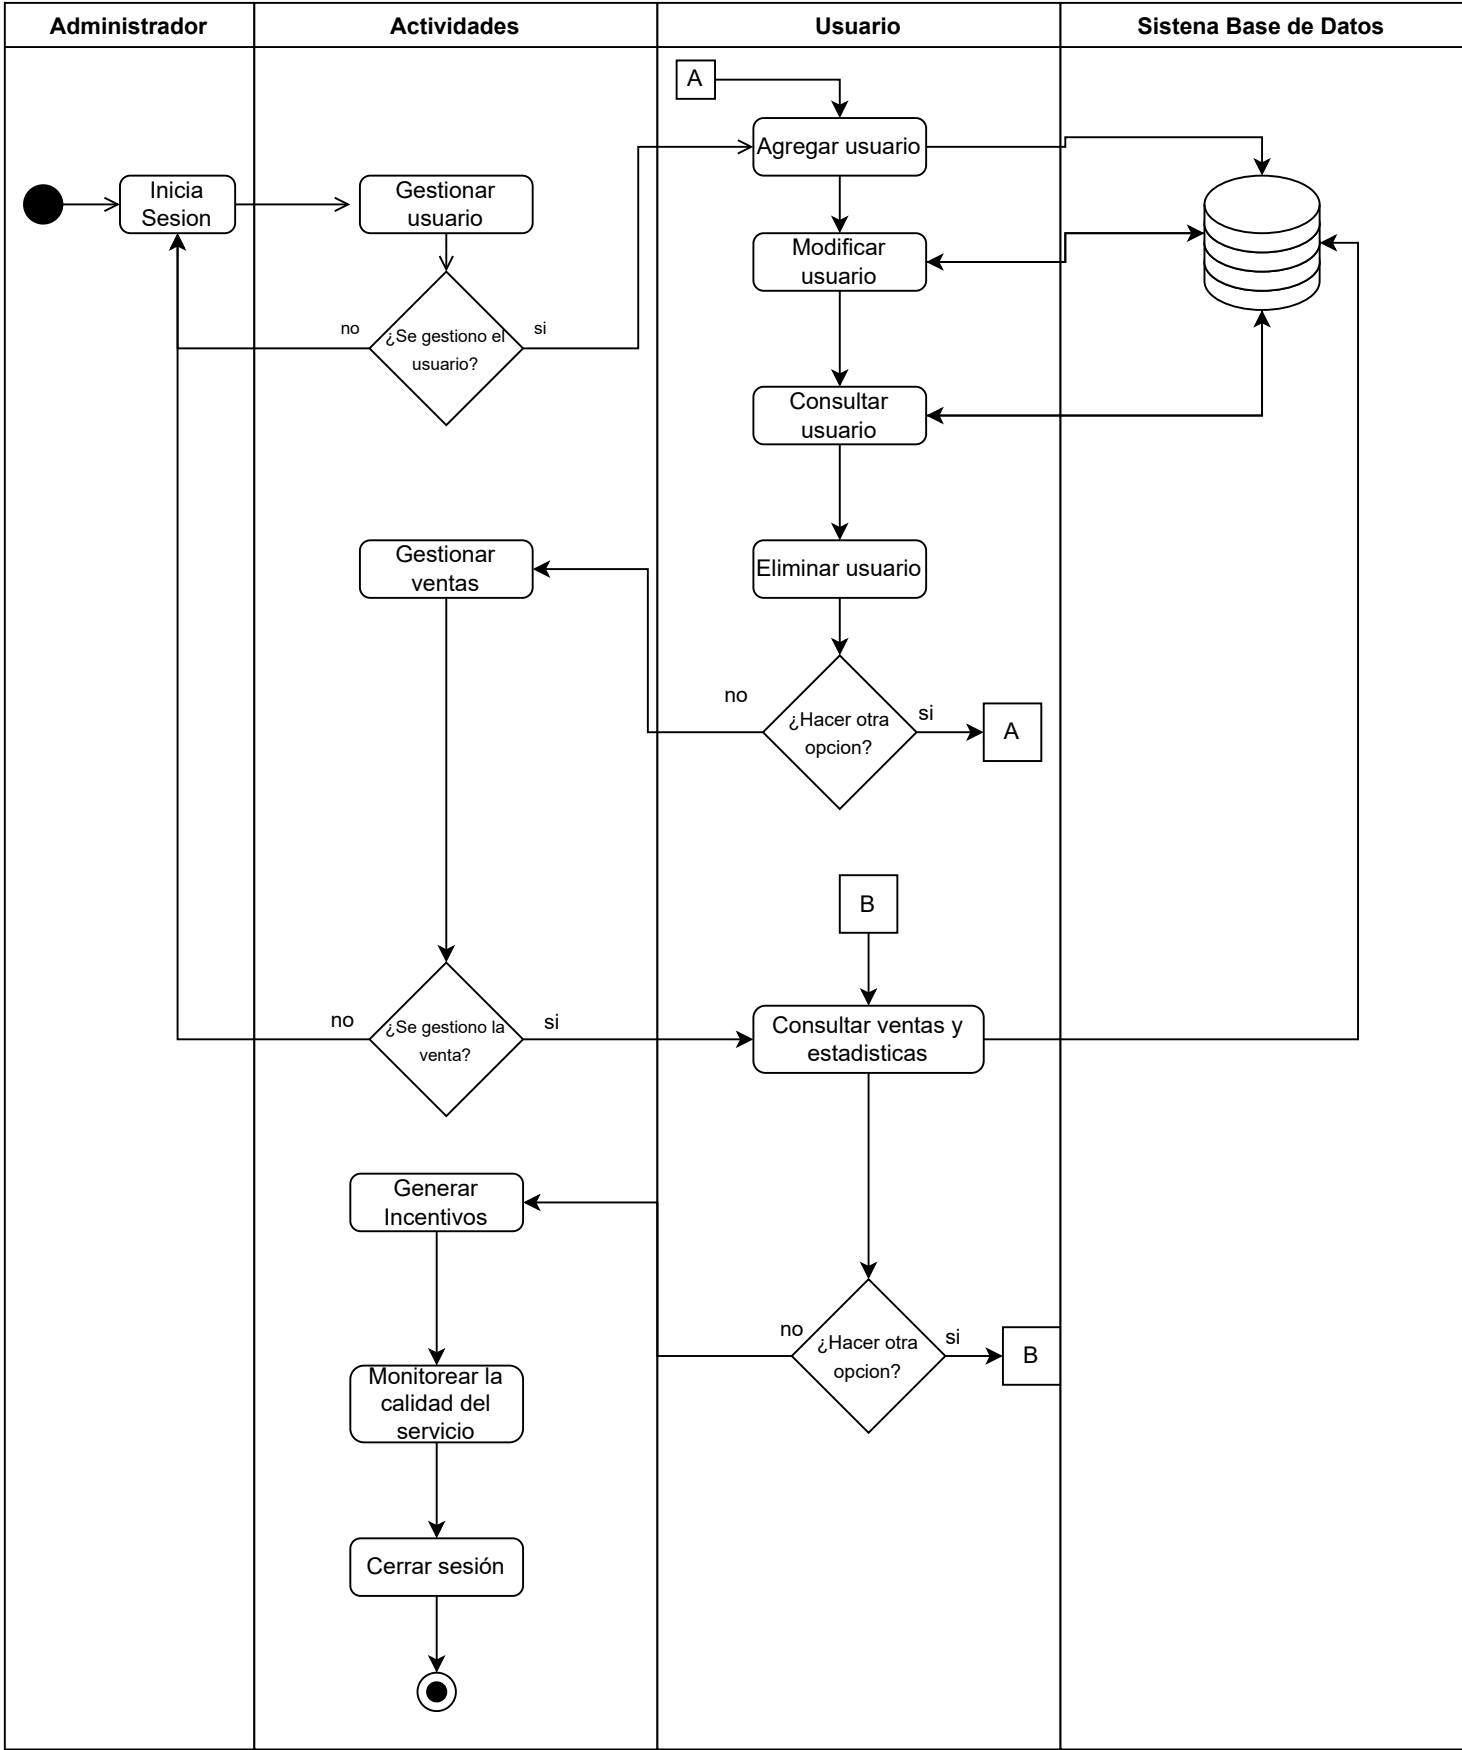 Administrador
Actividades
Usuario
Sistena Base de Datos
A
Agregar usuario
Inicia
Sesion
Gestionar
usuario
Modificar
usuario
no
¿Se gestiono el
usuario?
si
Consultar
usuario
Gestionar
ventas
Eliminar usuario
no
¿Hacer otra
opcion?
si
A
B
no
¿Se gestiono la
venta?
si
Consultar ventas y
estadisticas
Generar
Incentivos
no
¿Hacer otra
opcion?
si
B
Monitorear la
calidad del
servicio
Cerrar sesión